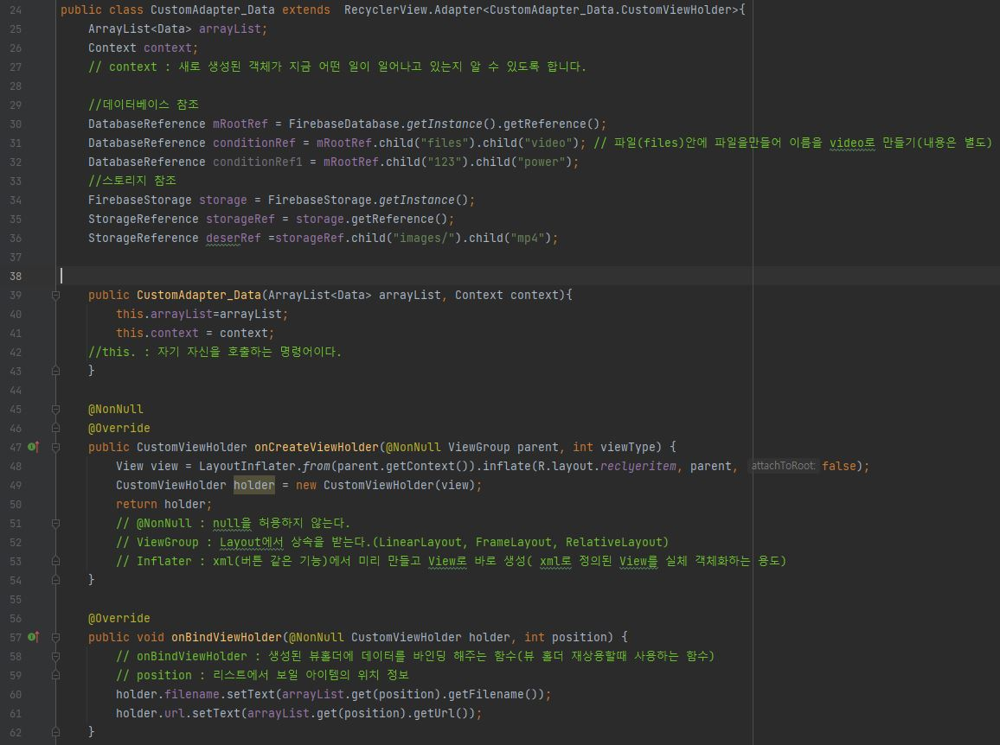 24 public class CustomAdapter_Data extends  RecyclerView.Adapter<CustomAdapter_Data.CustomViewHolder>{
25 ArrayList<Data> arrayList;
26 Context context;
27 // context : 새로 생성된 객체가 지금 어떤 일이 일어나고 있는지 알 수 있도록 합니다.
28
29 //데이터베이스 참조
30 DatabaseReference mRootRef = FirebaseDatabase.getInstance().getReference();
31 DatabaseReference conditionRef = mRootRef.child("files").child("video"); // 파일(files)안에 파일을만들어 이름을 video로 만들기(내용은 별도)
32 DatabaseReference conditionRef1 = mRootRef.child("123").child("power");
33 //스토리지 참조
34 FirebaseStorage storage = FirebaseStorage.getInstance();
35 StorageReference storageRef = storage.getReference();
36 StorageReference deserRef =storageRef.child("images/").child("mp4");
37
38
39 public CustomAdapter_Data(ArrayList<Data> arrayList, Context context){
40 this.arrayList=arrayList;
41 this.context = context;
42 //this. : 자기 자신을 호출하는 명령어이다.
43 }
44
45 @NonNull
46 @Override
47 public CustomViewHolder onCreateViewHolder(@NonNull ViewGroup parent, int viewType) {
48 View view = LayoutInflater.from(parent.getContext()).inflate(R.layout.reclyeritem, parent, attachToRoot: false);
49 CustomViewHolder holder = new CustomViewHolder(view);
50 return holder;
51 // @NonNull : null을 허용하지 않는다.
52 // ViewGroup : Layout에서 상속을 받는다.(LinearLayout, FrameLayout, RelativeLayout)
53 // Inflater : xml(버튼 같은 기능)에서 미리 만들고 View로 바로 생성( xml로 정의된 View를 실체 객체화하는 용도)
54 }
55
56 @Override
57 public void onBindViewHolder(@NonNull CustomViewHolder holder, int position) {
58 // onBindViewHolder : 생성된 뷰홀더에 데이터를 바인딩 해주는 함수(뷰 홀더 재상용할때 사용하는 함수)
59 // position : 리스트에서 보일 아이템의 위치 정보
60 holder.filename.setText(arrayList.get(position).getFilename());
61 holder.url.setText(arrayList.get(position).getUrl());
62 }